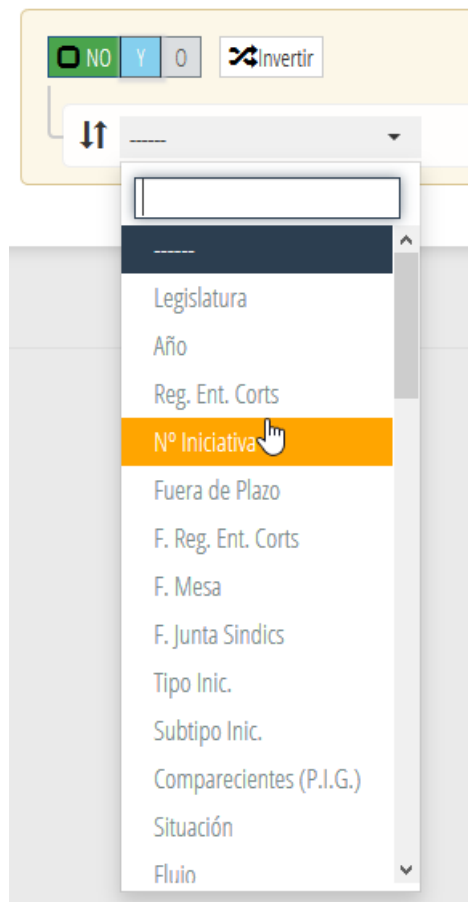 NO Y O Invertir
------
------
Legislatura
Año
Reg. Ent. Corts
Nº Iniciativa
Fuera de Plazo
F. Reg. Ent. Corts
F. Mesa
F. Junta Sindics
Tipo Inic.
Subtipo Inic.
Comparecientes (P.I.G.)
Situación
Flujo